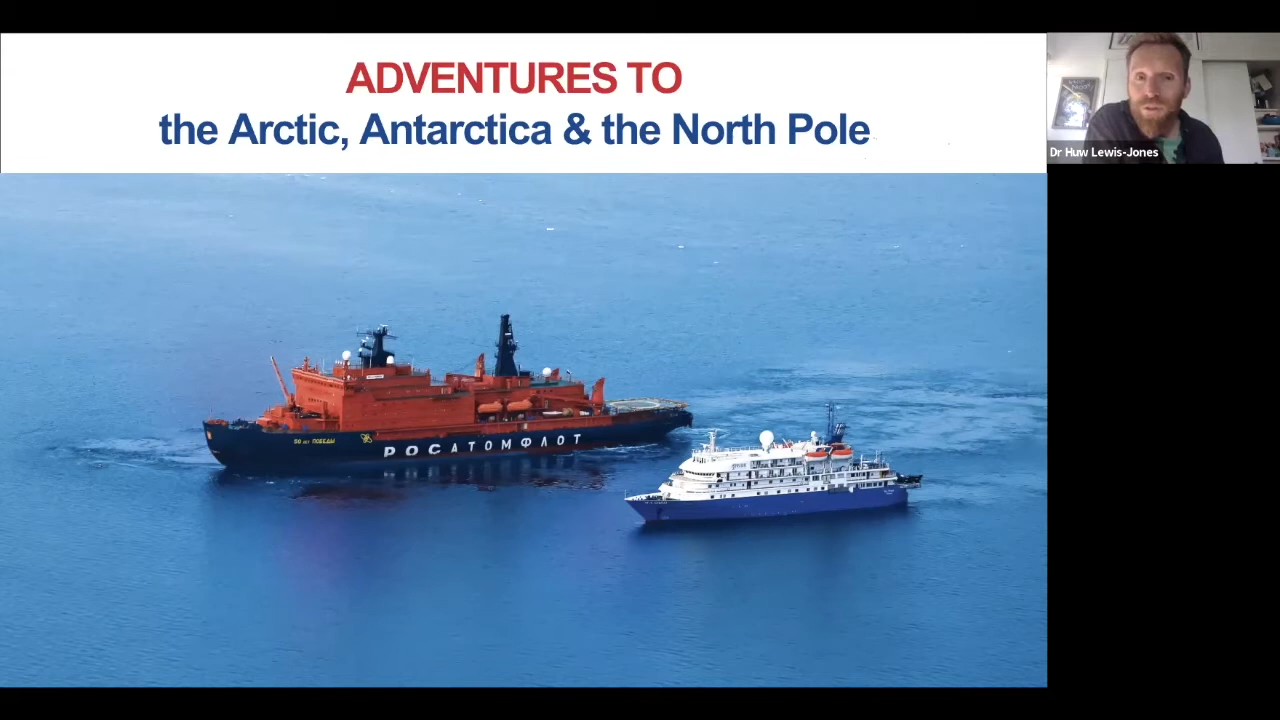 ADVENTURES TO
the Arctic, Antarctica & the North Pole
Dr Huw Lewis-Jones
50 лет ПОБЕДЫ
РОСАТОМФЛОТ